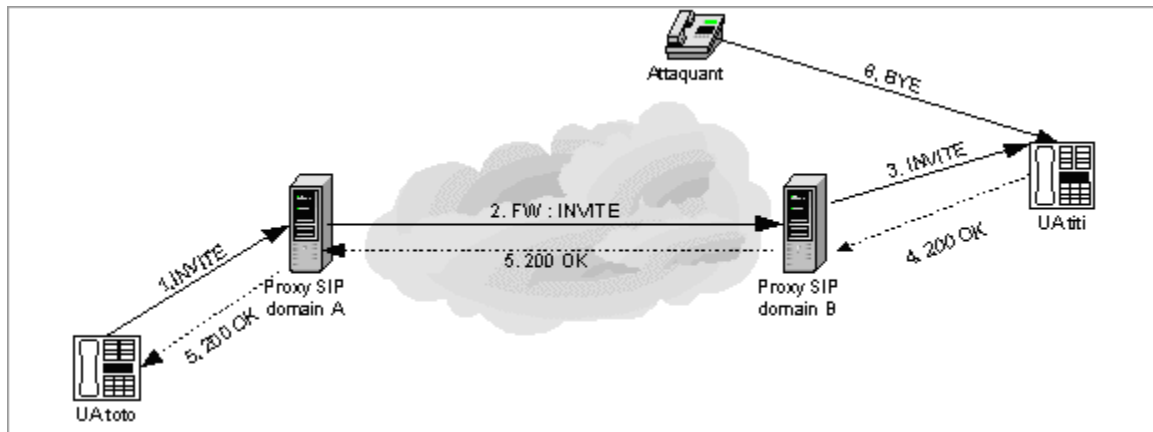 Attaquant
6, BYE
3. INVITE
UA titi
2. FW : INVITE
4, 200 OK
5. 200 OK
1,INVITE
Proxy SIP
domain A
Proxy SIP
domain B
5, 200 OK
UA toto